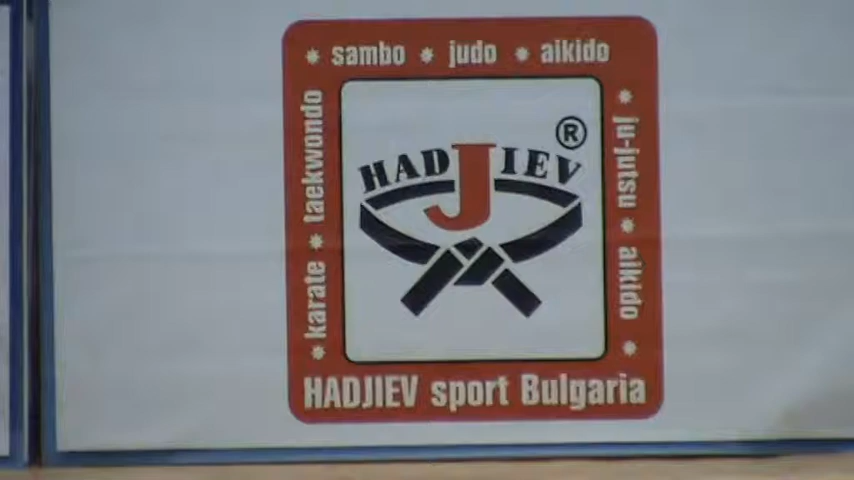 sambo * judo * aikido
karate * taekwondo
ju-jutsu * aikido
HADJIEV ®
HADJIEV sport Bulgaria